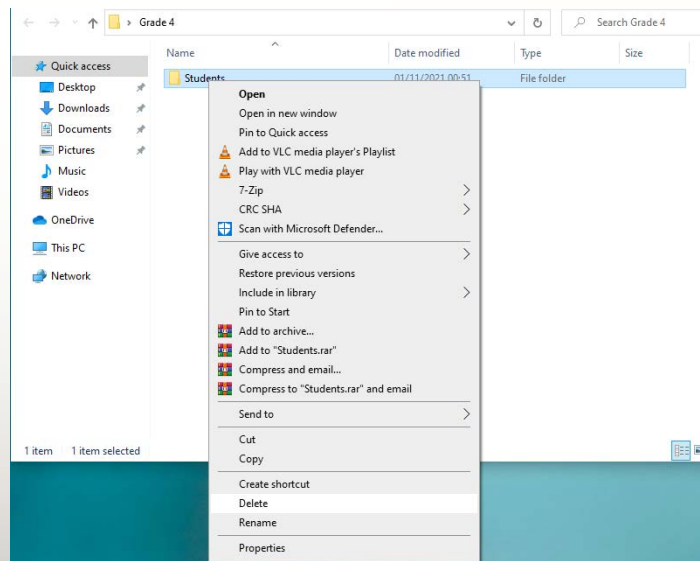 Grade 4
Search Grade 4
Name
Date modified
Type
Size
Quick access
Desktop
Downloads
Documents
Pictures
Music
Videos
OneDrive
This PC
Network
Students
01/11/2021 00:51
File folder
Open
Open in new window
Pin to Quick access
Add to VLC media player's Playlist
Play with VLC media player
7-Zip
CRC SHA
Scan with Microsoft Defender...
Give access to
Restore previous versions
Include in library
Pin to Start
Add to archive...
Add to "Students.rar"
Compress and email...
Compress to "Students.rar" and email
Send to
Cut
Copy
Create shortcut
Delete
Rename
Properties
1 item 1 item selected